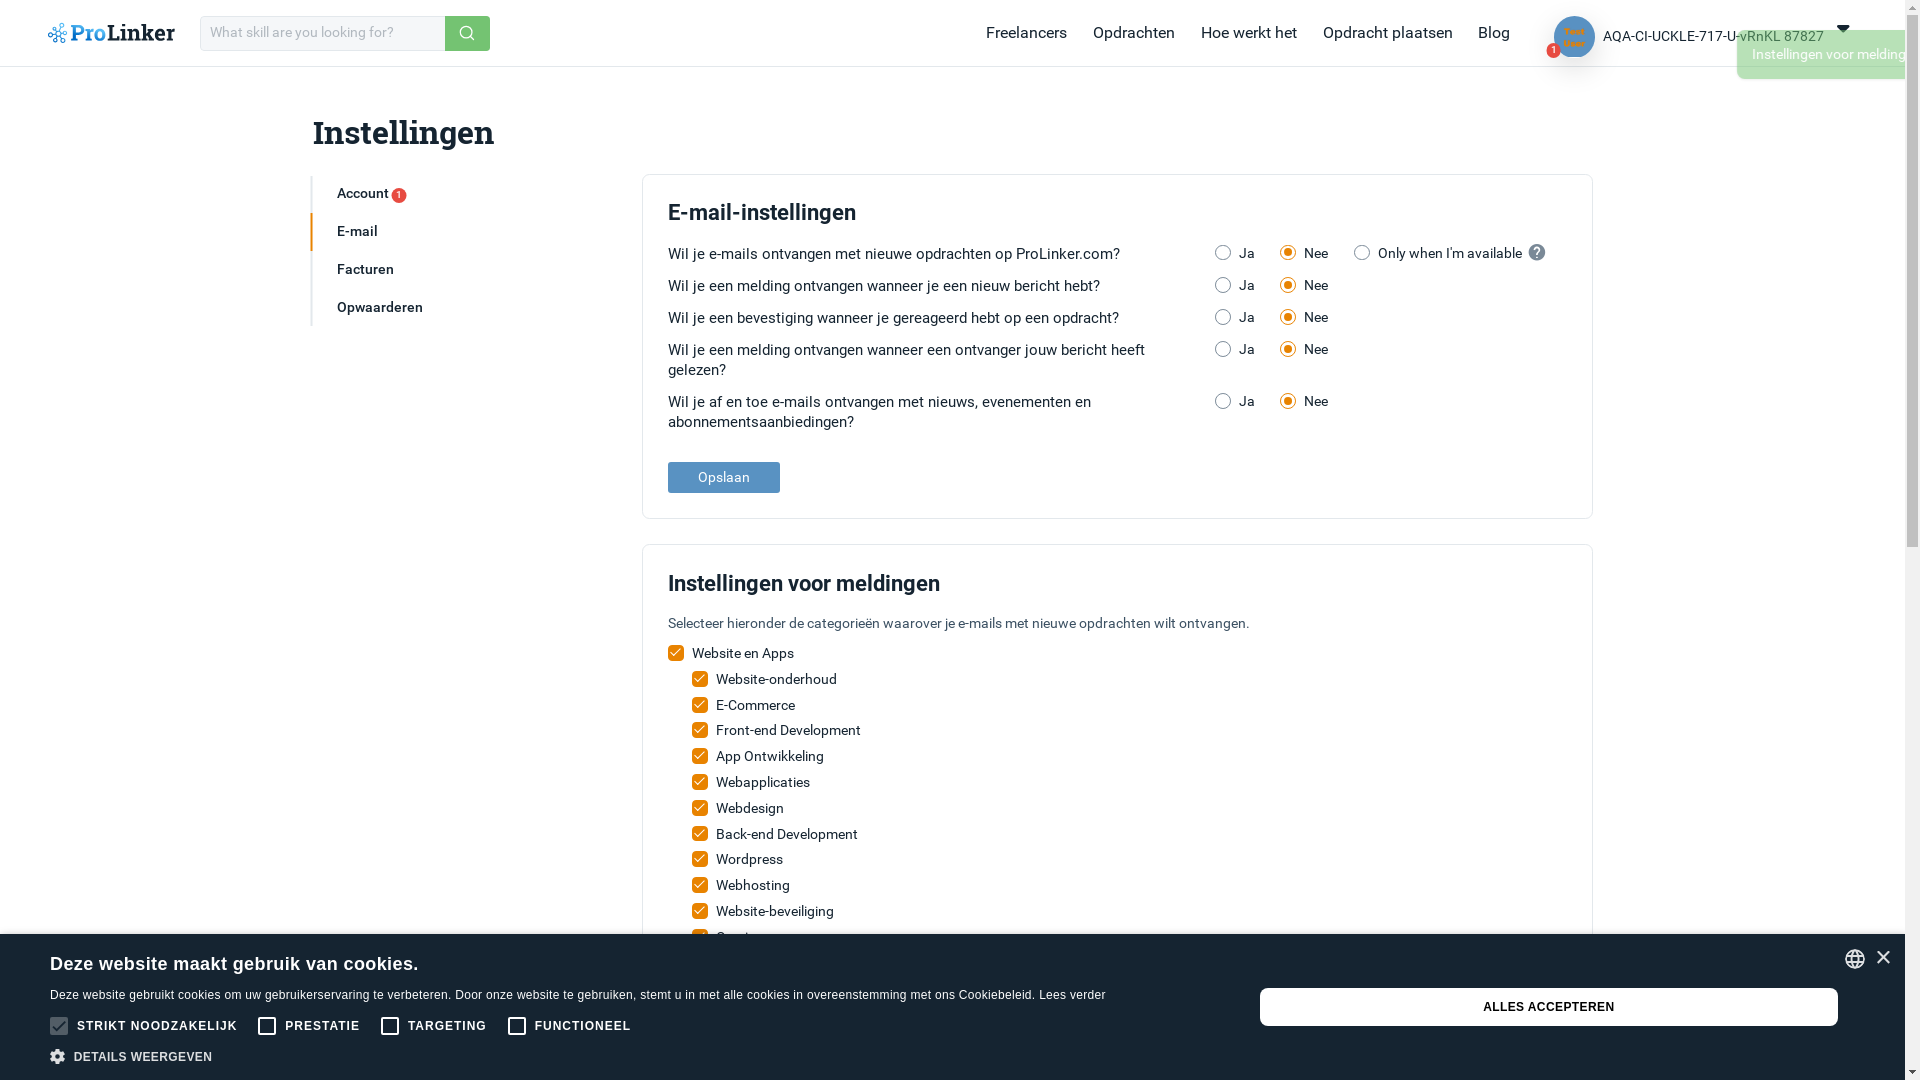 ProLinker
What skill are you looking for?
Freelancers
Opdrachten
Hoe werkt het
Opdracht plaatsen
Blog
1
AQA-CI-UCKLE-717-U-vRnKL 87827
Instellingen voor melding
Instellingen
Account 1
E-mail
Facturen
Opwaarderen
E-mail-instellingen
Wil je e-mails ontvangen met nieuwe opdrachten op ProLinker.com?
Ja Nee Only when I'm available ?
Wil je een melding ontvangen wanneer je een nieuw bericht hebt?
Ja Nee
Wil je een bevestiging wanneer je gereageerd hebt op een opdracht?
Ja Nee
Wil je een melding ontvangen wanneer een ontvanger jouw bericht heeft
gelezen?
Ja Nee
Wil je af en toe e-mails ontvangen met nieuws, evenementen en
abonnementsaanbiedingen?
Ja Nee
Opslaan
Instellingen voor meldingen
Selecteer hieronder de categorieën waarover je e-mails met nieuwe opdrachten wilt ontvangen.
Website en Apps
Website-onderhoud
E-Commerce
Front-end Development
App Ontwikkeling
Webapplicaties
Webdesign
Back-end Development
Wordpress
Webhosting
Website-beveiliging
Deze website maakt gebruik van cookies.
Deze website gebruikt cookies om uw gebruikerservaring te verbeteren. Door onze website te gebruiken, stemt u in met alle cookies in overeenstemming met ons Cookiebeleid. Lees verder
STRIKT NOODZAKELIJK
PRESTATIE
TARGETING
FUNCTIONEEL
DETAILS WEERGEVEN
ALLES ACCEPTEREN
×